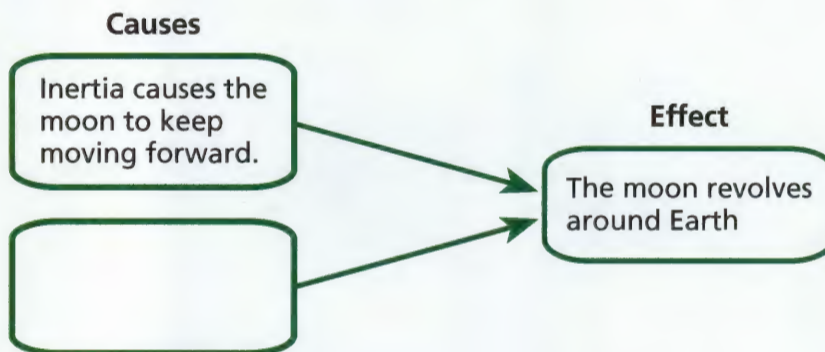 Causes
Inertia causes the
moon to keep
moving forward.
Effect
The moon revolves
around Earth